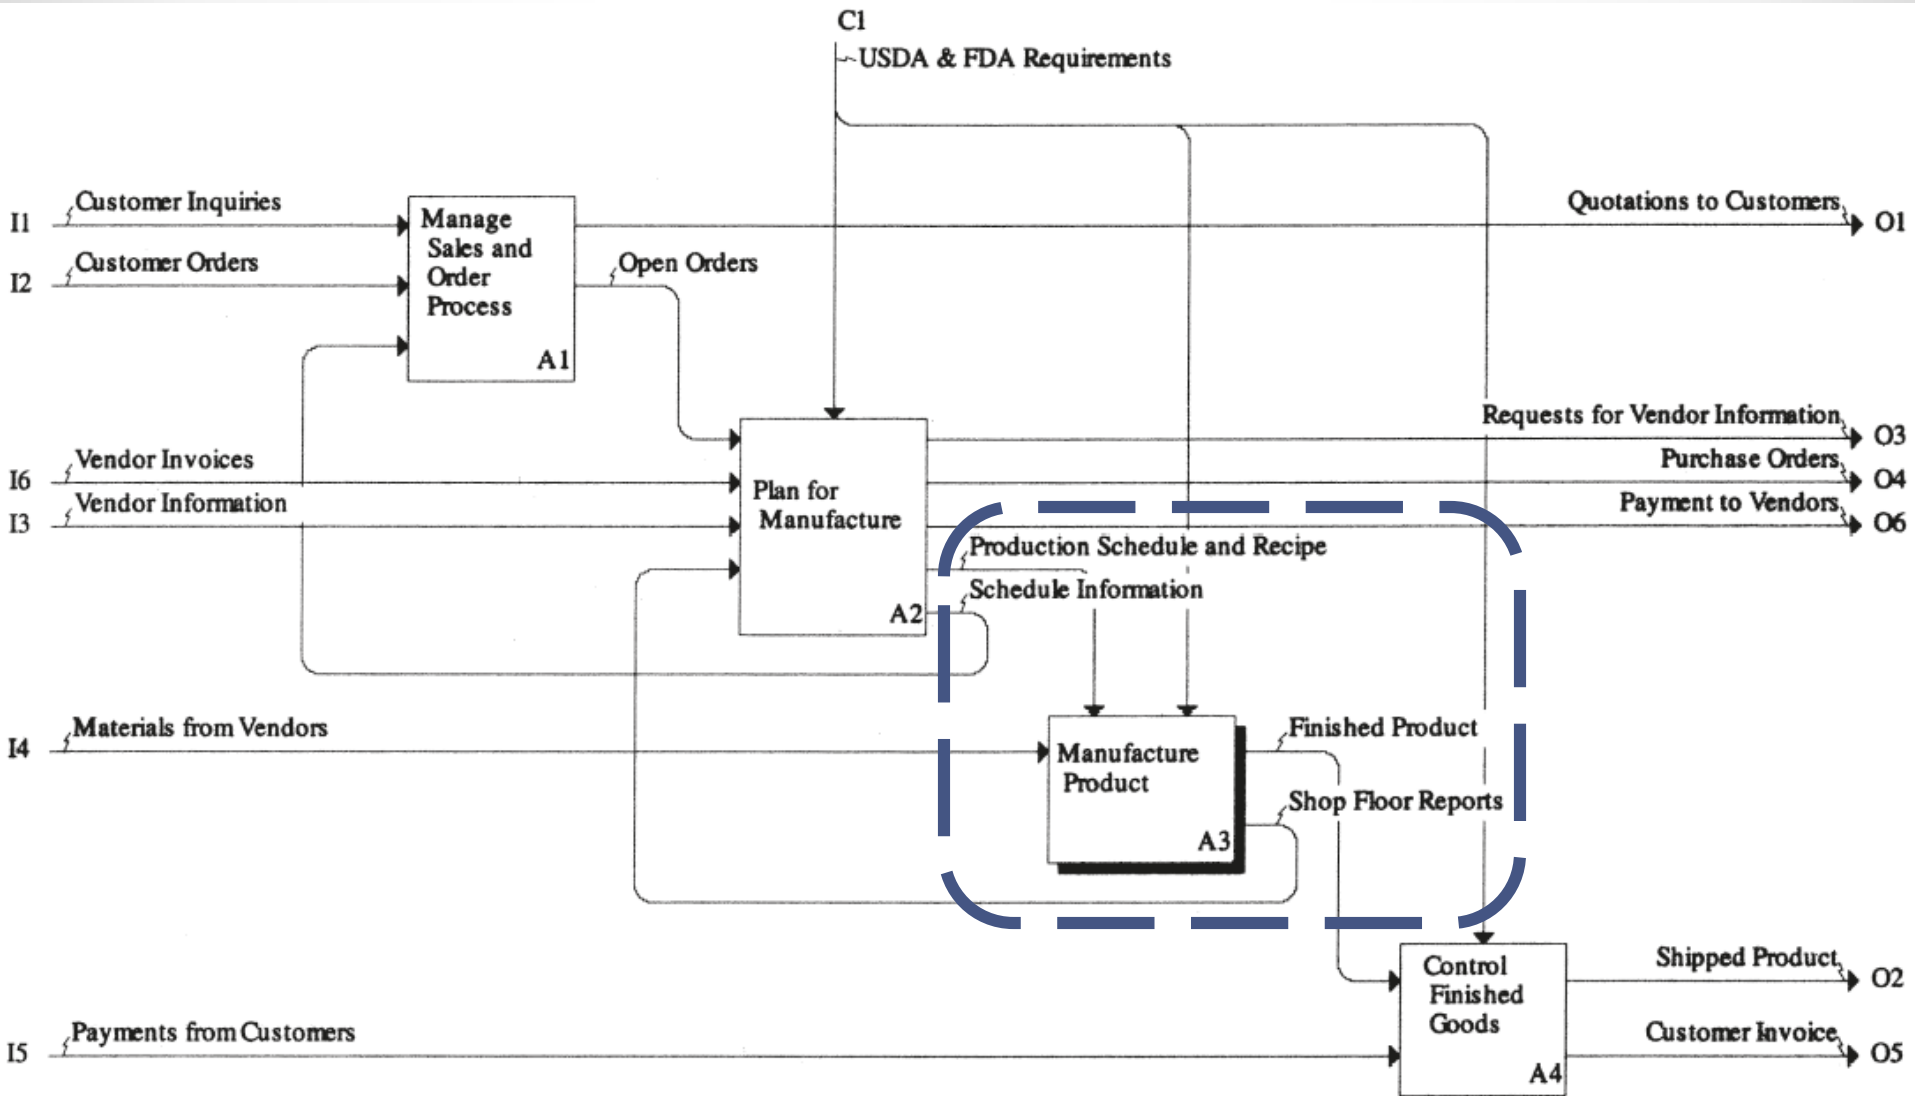 C1
USDA & FDA Requirements
I1
Customer Inquiries
Manage
Sales and
Order
Process
A1
Quotations to Customers
O1
I2
Customer Orders
Open Orders
Requests for Vendor Information
O3
I6
Vendor Invoices
Plan for
Manufacture
A2
Purchase Orders
O4
I3
Vendor Information
Payment to Vendors
O6
Production Schedule and Recipe
Schedule Information
I4
Materials from Vendors
Manufacture
Product
A3
Finished Product
Shop Floor Reports
Control
Finished
Goods
A4
Shipped Product
O2
I5
Payments from Customers
Customer Invoice
O5